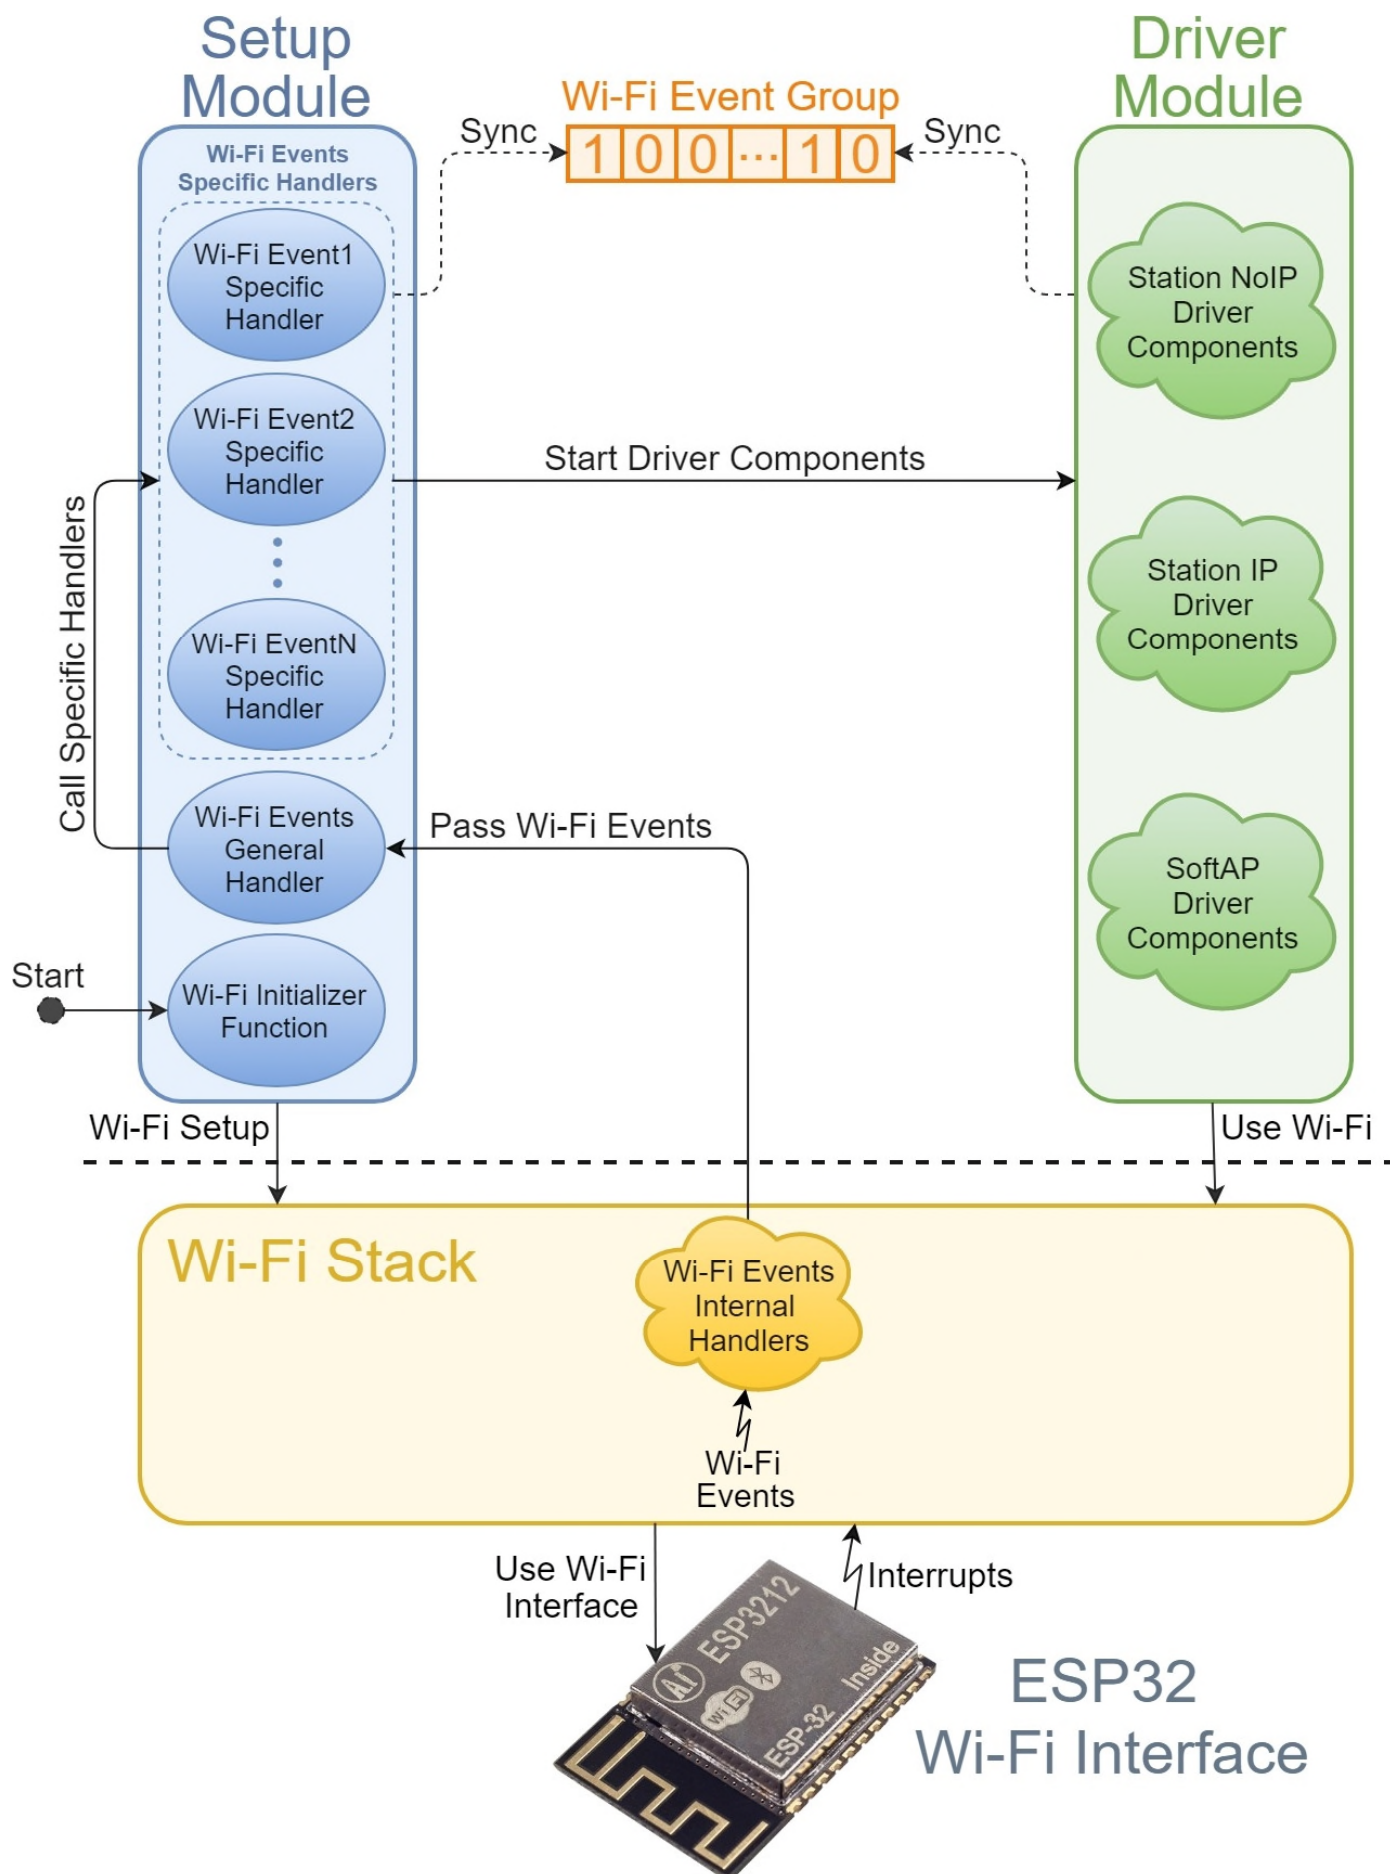 Setup
Module
Driver
Module
Wi-Fi Event Group
Sync
1 0 0 ... 1 0
Sync
Wi-Fi Events
Specific Handlers
Wi-Fi Event1
Specific
Handler
Station NoIP
Driver
Components
Wi-Fi Event2
Specific
Handler
Start Driver Components
Call Specific Handlers
Station IP
Driver
Components
Wi-Fi EventN
Specific
Handler
Wi-Fi Events
General
Handler
Pass Wi-Fi Events
SoftAP
Driver
Components
Start
Wi-Fi Initializer
Function
Wi-Fi Setup
Use Wi-Fi
Wi-Fi Stack
Wi-Fi Events
Internal
Handlers
Wi-Fi
Events
Use Wi-Fi
Interface
Interrupts
Ai
ESP3212
WiFi
ESP-32 Inside
ESP32
Wi-Fi Interface